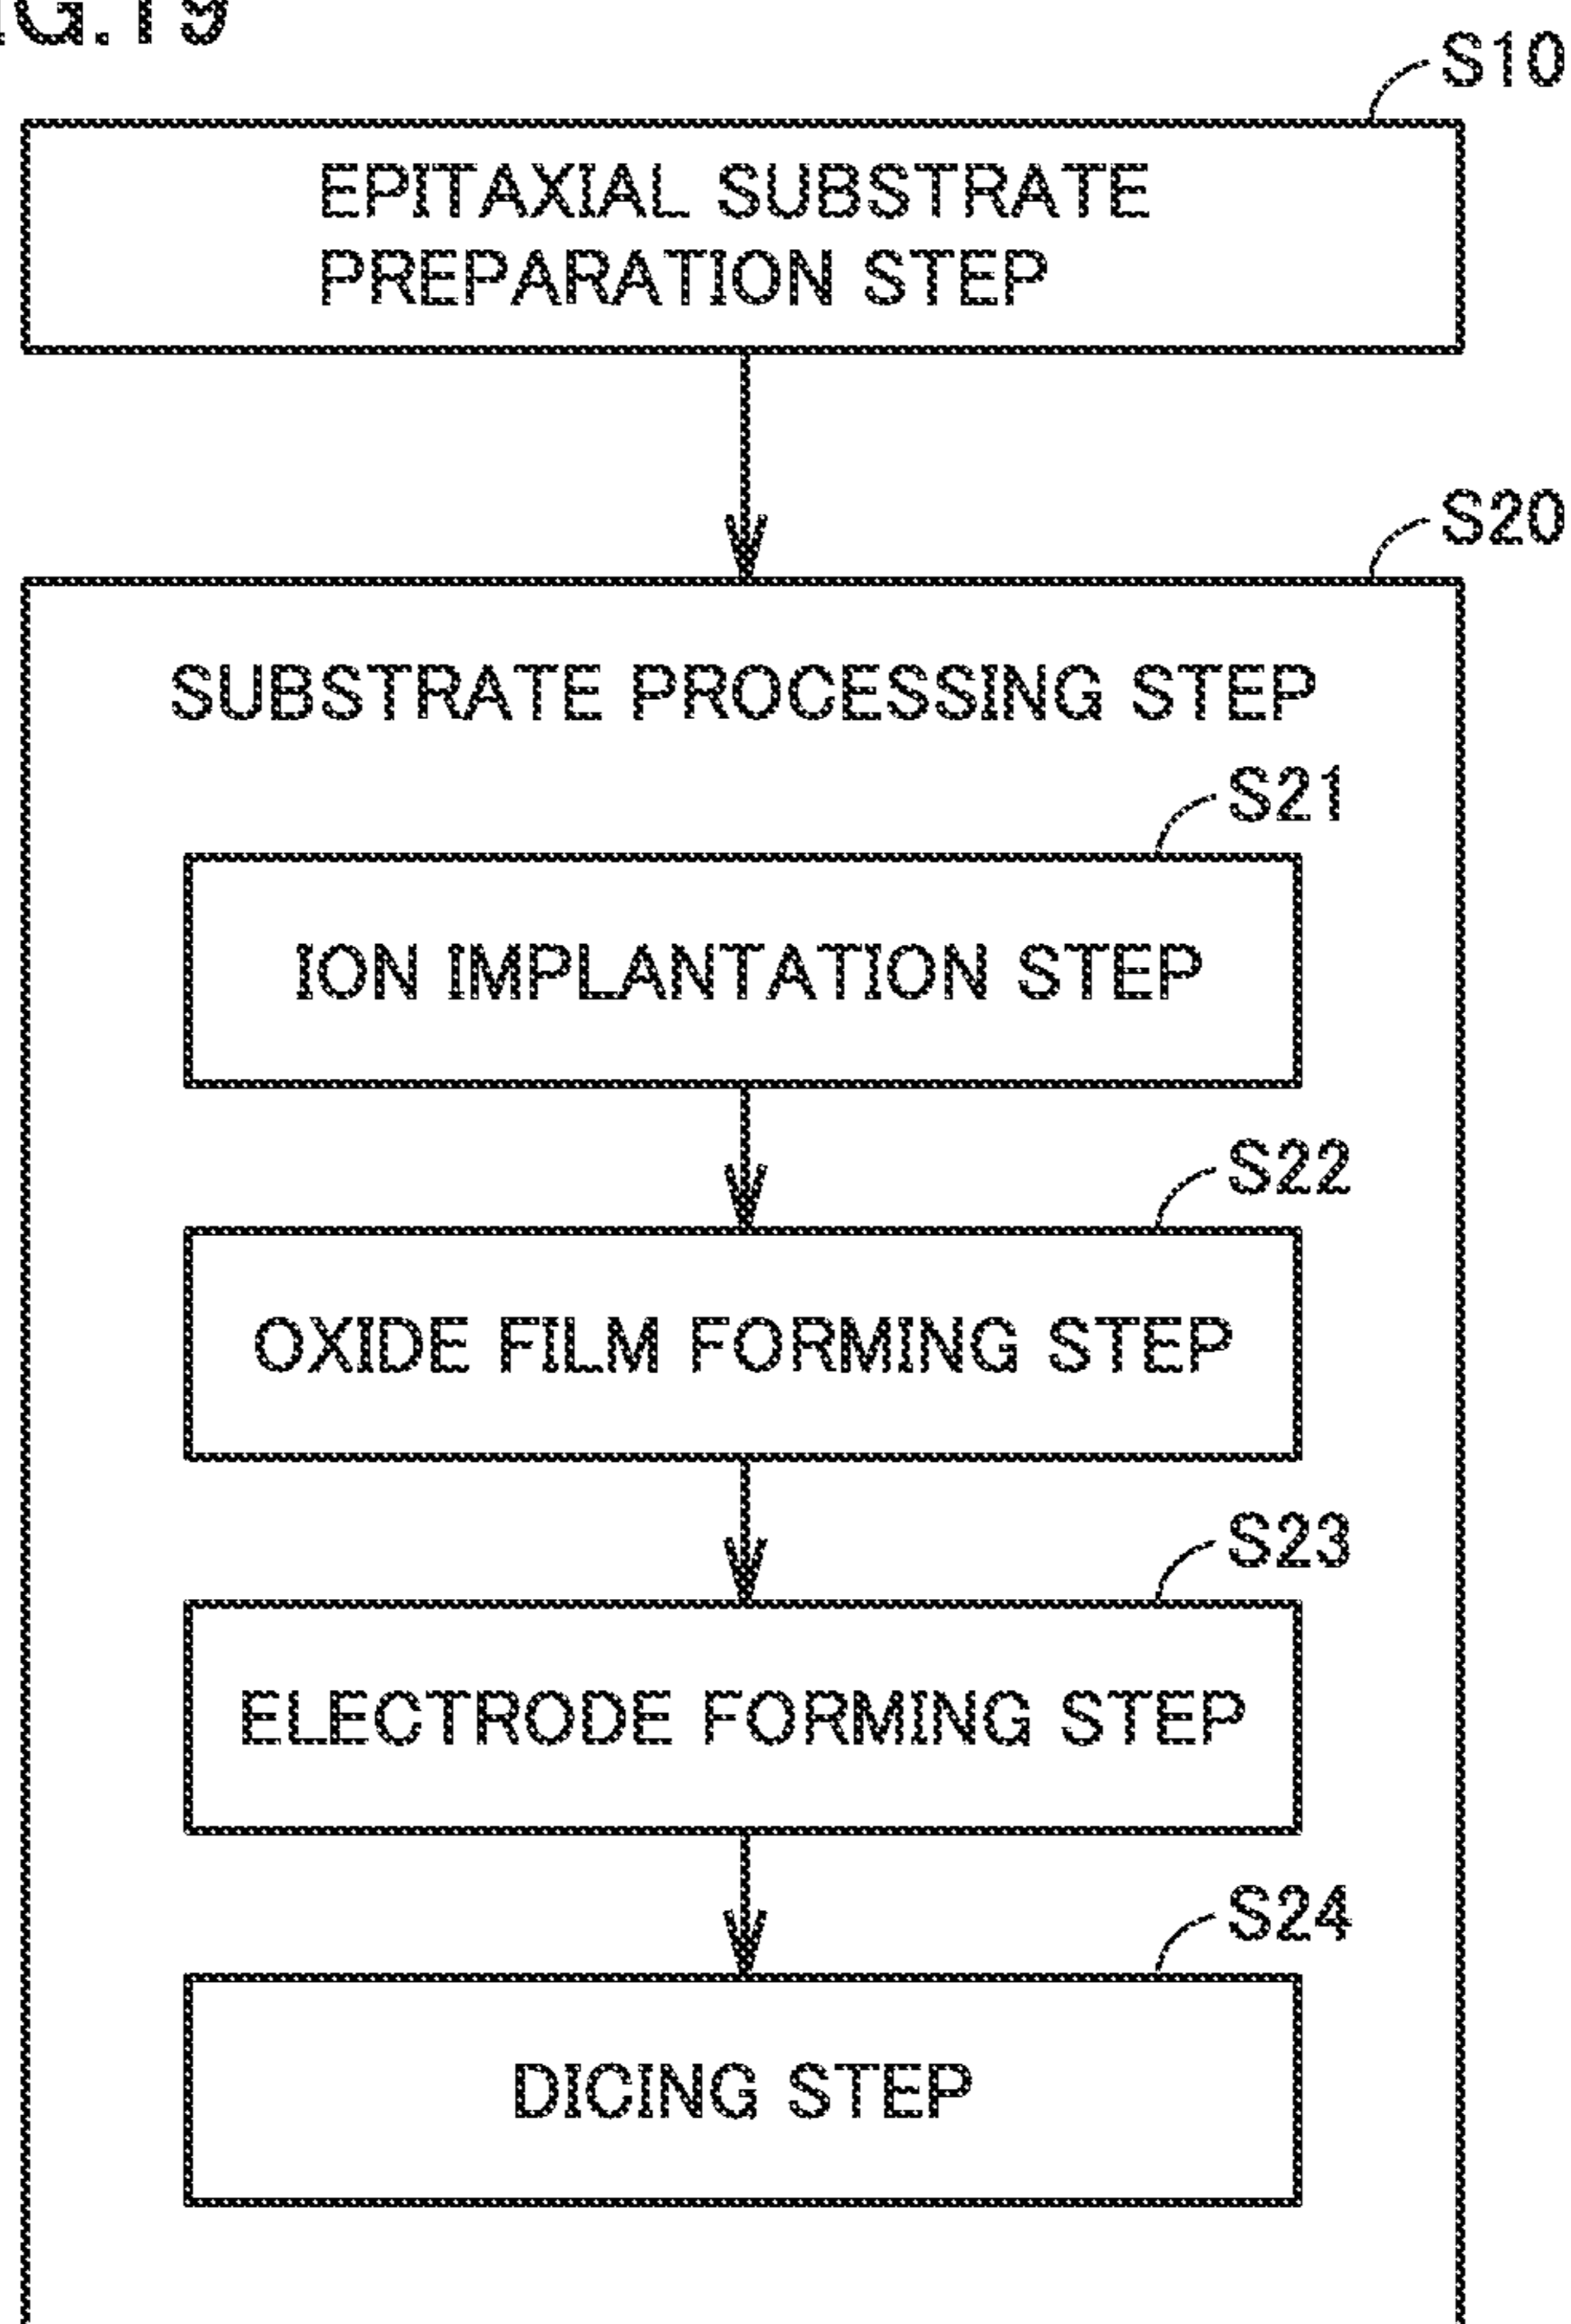 G.19
S10
EPITAXIAL SUBSTRATE
PREPARATION STEP
S20
SUBSTRATE PROCESSING STEP
S21
ION IMPLANTATION STEP
S22
OXIDE FILM FORMING STEP
S23
ELECTRODE FORMING STEP
S24
DICING STEP